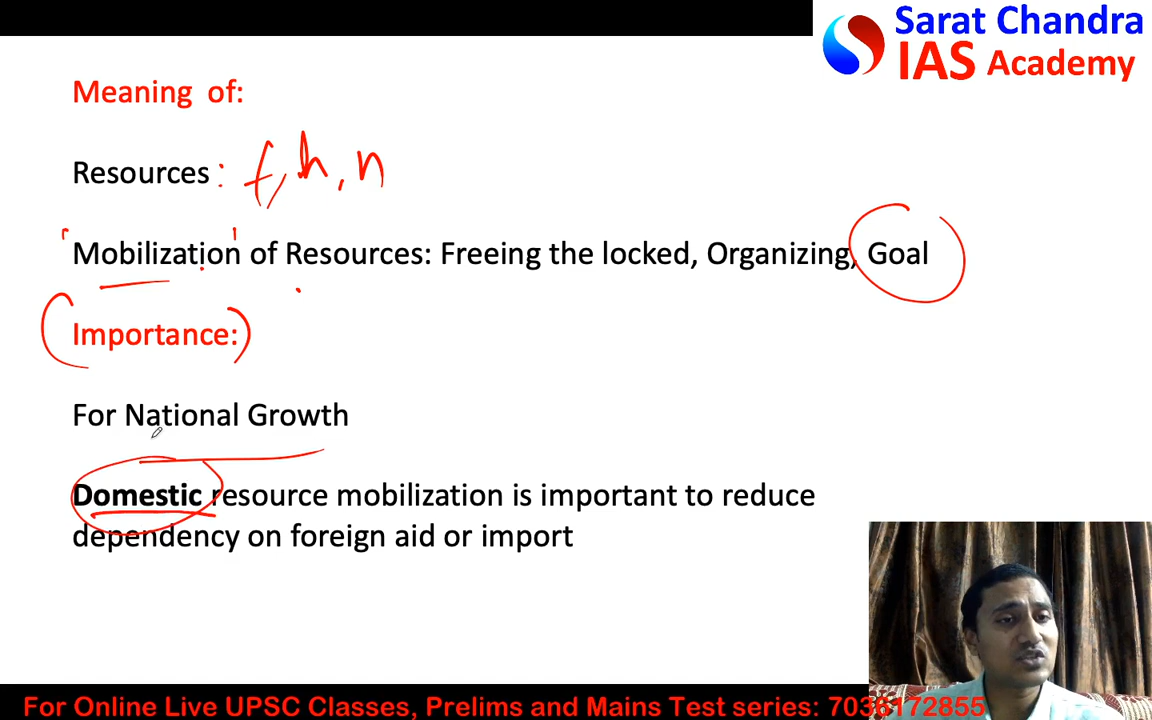 Sarat Chandra
IAS Academy
Meaning of:
Resources : f, h, n
Mobilization of Resources: Freeing the locked, Organizing, Goal
Importance:
For National Growth
Domestic resource mobilization is important to reduce
dependency on foreign aid or import
For Online Live UPSC Classes, Prelims and Mains Test series: 7036172855